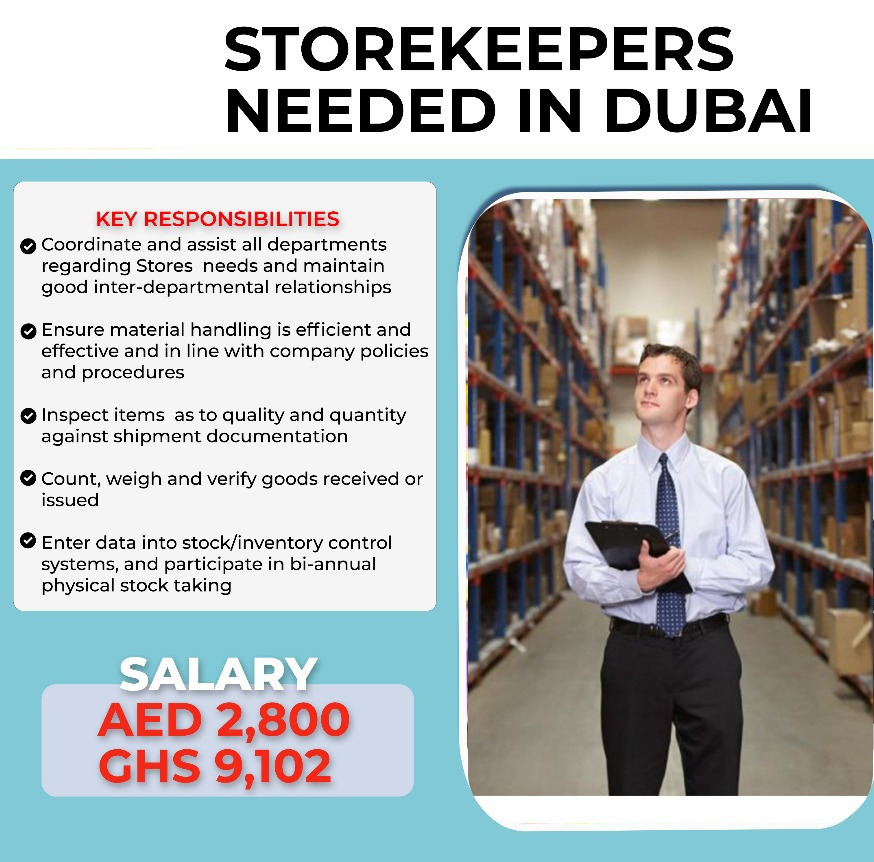 STOREKEEPERS
NEEDED IN DUBAI
KEY RESPONSIBILITIES
Coordinate and assist all departments
regarding Stores needs and maintain
good inter-departmental relationships
Ensure material handling is efficient and
effective and in line with company policies
and procedures
Inspect items as to quality and quantity
against shipment documentation
Count, weigh and verify goods received or
issued
Enter data into stock/inventory control
systems, and participate in bi-annual
physical stock taking
SALARY
AED 2,800
GHS 9,102